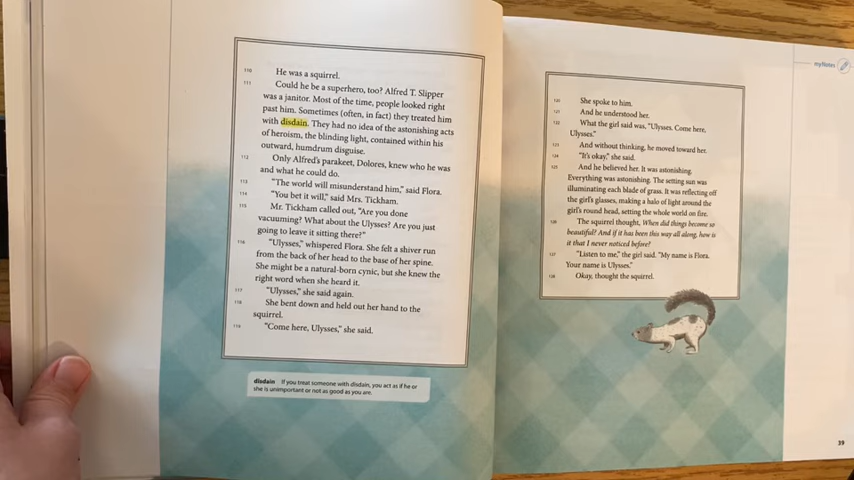 110 He was a squirrel.
111 Could he be a superhero, too? Alfred T. Slipper
was a janitor. Most of the time, people looked right
past him. Sometimes (often, in fact) they treated him
with disdain. They had no idea of the astonishing acts
of heroism, the blinding light, contained within his
outward, humdrum disguise.
112 Only Alfred's parakeet, Dolores, knew who he was
and what he could do.
113 "The world will misunderstand him," said Flora.
114 "You bet it will," said Mrs. Tickham.
115 Mr. Tickham called out, "Are you done
vacuuming? What about the Ulysses? Are you just
going to leave it sitting there?"
116 "Ulysses," whispered Flora. She felt a shiver run
from the back of her head to the base of her spine.
She might be a natural-born cynic, but she knew the
right word when she heard it.
117 "Ulysses," she said again.
118 She bent down and held out her hand to the
squirrel.
119 "Come here, Ulysses," she said.
disdain If you treat someone with disdain, you act as if he or
she is unimportant or not as good as you are.
myNotes
120 She spoke to him.
121 And he understood her.
122 What the girl said was, "Ulysses. Come here,
Ulysses."
123 And without thinking, he moved toward her.
124 "It's okay," she said.
125 And he believed her. It was astonishing.
Everything was astonishing. The setting sun was
illuminating each blade of grass. It was reflecting off
the girl's glasses, making a halo of light around the
girl's round head, setting the whole world on fire.
126 The squirrel thought, When did things become so
beautiful? And if it has been this way all along, how is
it that I never noticed before?
127 "Listen to me," the girl said. "My name is Flora.
Your name is Ulysses."
128 Okay, thought the squirrel.
39